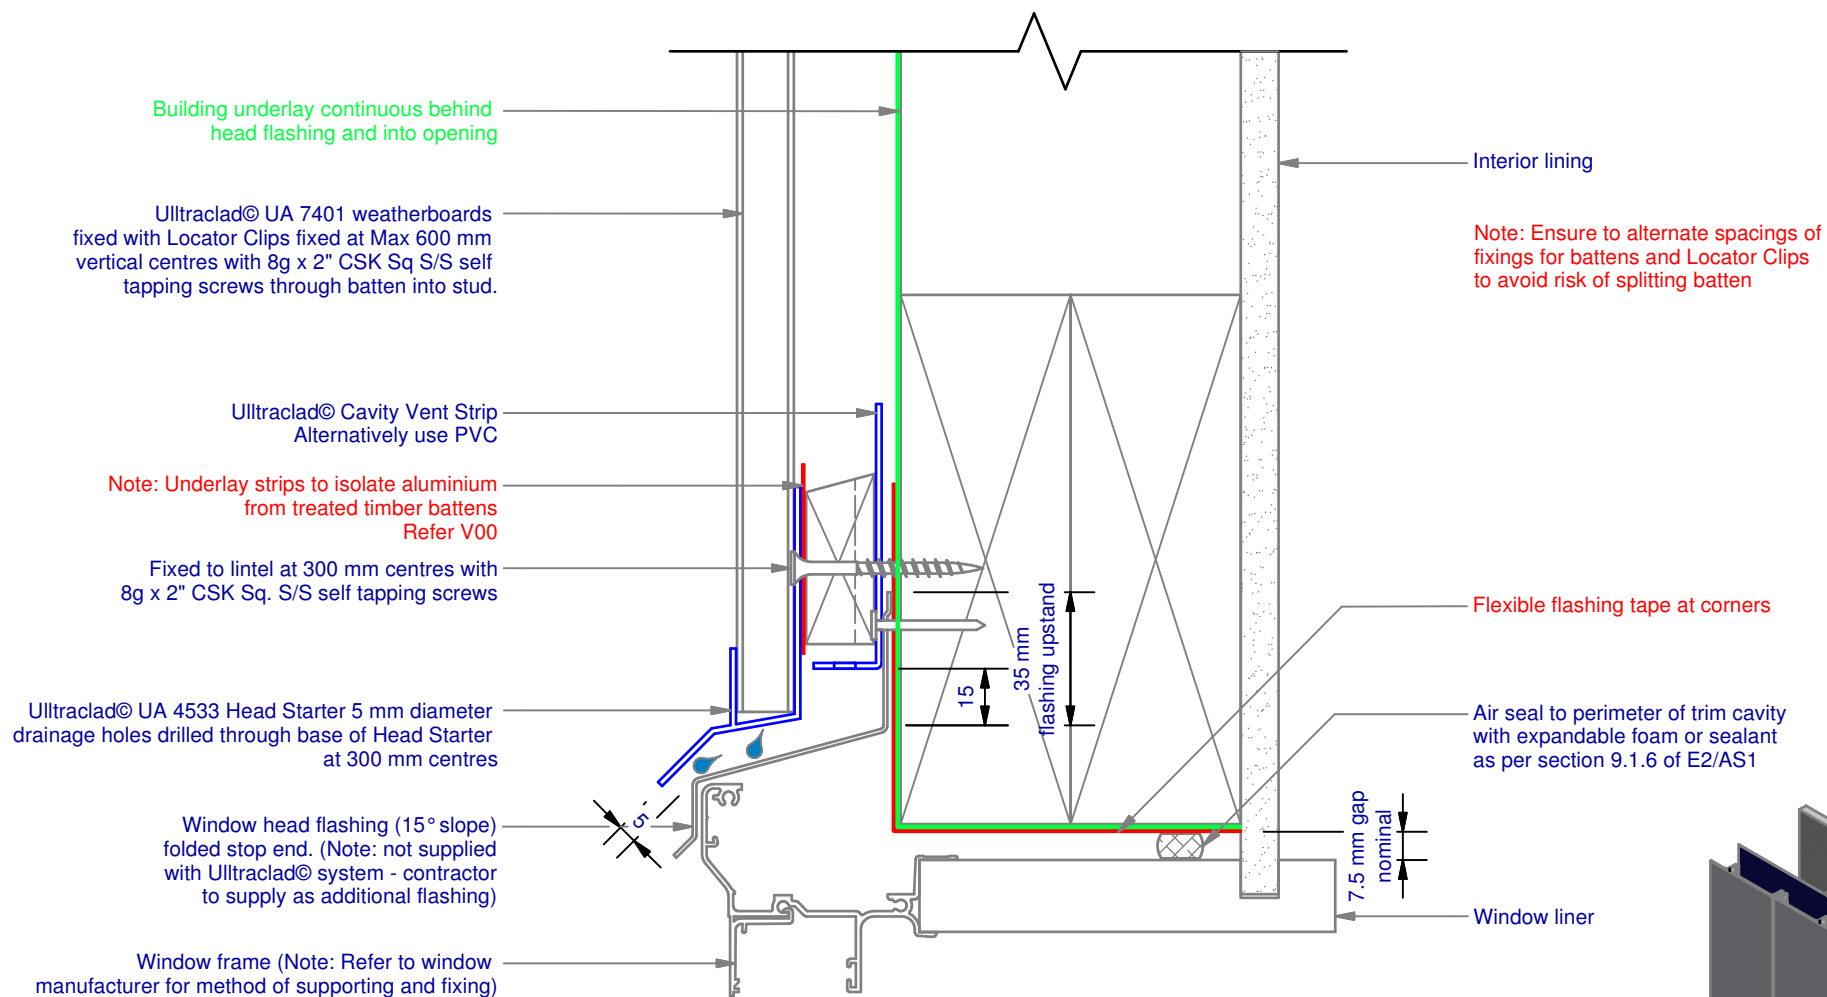 Building underlay continuous behind
head flashing and into opening
Ulltraclad© UA 7401 weatherboards
fixed with Locator Clips fixed at Max 600 mm
vertical centres with 8g x 2" CSK Sq S/S self
tapping screws through batten into stud.
Ulltraclad© Cavity Vent Strip
Alternatively use PVC
Note: Underlay strips to isolate aluminium
from treated timber battens
Refer V00
Fixed to lintel at 300 mm centres with
8g x 2" CSK Sq. S/S self tapping screws
Ulltraclad© UA 4533 Head Starter 5 mm diameter
drainage holes drilled through base of Head Starter
at 300 mm centres
Window head flashing (15° slope)
folded stop end. (Note: not supplied
with Ulltraclad© system - contractor
to supply as additional flashing)
Window frame (Note: Refer to window
manufacturer for method of supporting and fixing)
5
15
35 mm
flashing upstand
7.5 mm gap
nominal
Interior lining
Note: Ensure to alternate spacings of
fixings for battens and Locator Clips
to avoid risk of splitting batten
Flexible flashing tape at corners
Air seal to perimeter of trim cavity
with expandable foam or sealant
as per section 9.1.6 of E2/AS1
Window liner